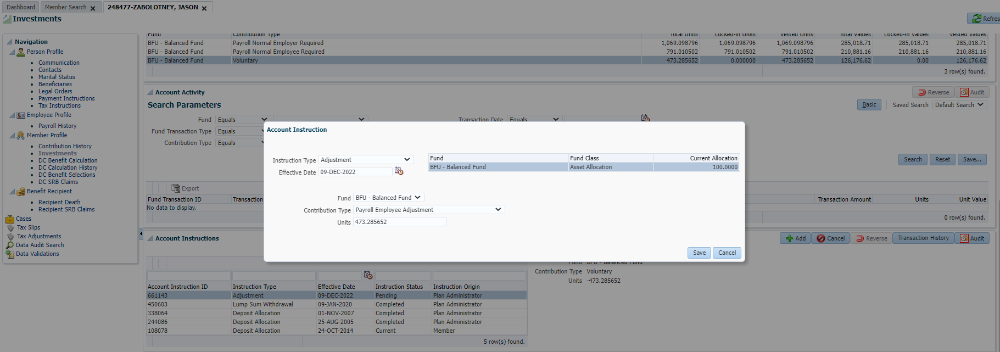 Dashboard Member Search 248477-ZABOLOTNEY, JASON
Investments
Refres
Navigation
Person Profile
Communication
Contacts
Marital Status
Beneficiaries
Legal Orders
Payment Instructions
Tax Instructions
Employee Profile
Payroll History
Member Profile
Contribution History
Investments
DC Benefit Calculation
DC Calculation History
DC Benefit Selections
DC SRB Claims
Benefit Recipient
Recipient Death
Recipient SRB Claims
Cases
Tax Slips
Tax Adjustments
Data Audit Search
Data Validations
Fund Contribution Type Total Units Locked-in Units Vested Units Total Values Locked-in Values Vested Values
BFU - Balanced Fund Payroll Normal Employer Required 1,069.098796 1,069.098796 1,069.098796 285,018.71 285,018.71 285,018.71
BFU - Balanced Fund Payroll Normal Employee Required 791.010502 791.010502 791.010502 210,881.16 210,881.16 210,881.16
BFU - Balanced Fund Voluntary 473.285652 0.000000 473.285652 126,176.62 0.00 126,176.62
3 row(s) found.
Account Activity Reverse Audit
Search Parameters Basic Saved Search Default Search
Fund Equals Transaction Date Equals
Fund Transaction Type Equals
Contribution Type Equals
Search Reset Save...
Export
Fund Transaction ID Transaction Transaction Amount Units Unit Value
No data to display.
0 row(s) found.
Account Instruction
Instruction Type Adjustment
Effective Date 09-DEC-2022
Fund Fund Class Current Allocation
BFU - Balanced Fund Asset Allocation 100.0000
Fund BFU - Balanced Fund
Contribution Type Payroll Employee Adjustment
Units 473.285652
Save Cancel
Account Instructions Add Cancel Reverse Transaction History Audit
Account Instruction ID Instruction Type Effective Date Instruction Status Instruction Origin
661143 Adjustment 09-DEC-2022 Pending Plan Administrator
450603 Lump Sum Withdrawal 09-JAN-2020 Completed Plan Administrator
338064 Deposit Allocation 01-NOV-2007 Completed Plan Administrator
244086 Deposit Allocation 25-AUG-2005 Completed Plan Administrator
108078 Deposit Allocation 24-OCT-2014 Current Member
5 row(s) found.
Fund BFU - Balanced Fund
Contribution Type Voluntary
Units -473.285652